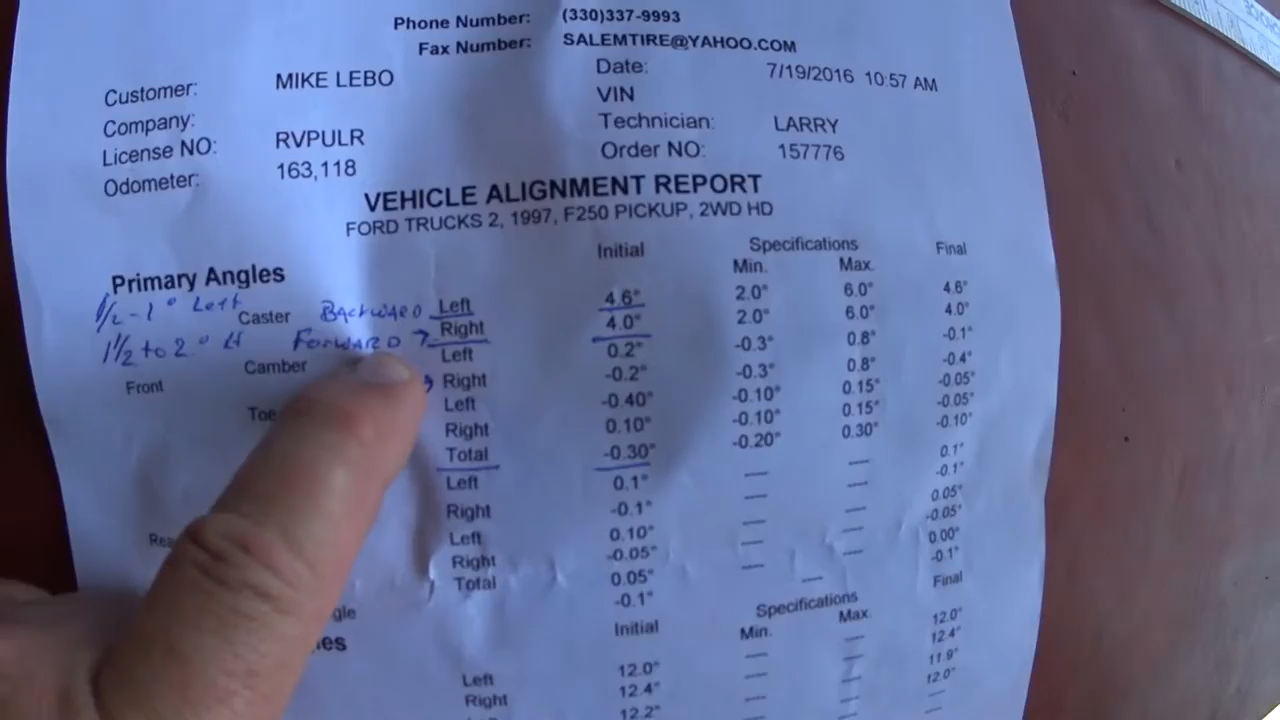 Phone Number: (330)337-9993
Fax Number: SALEMTIRE@YAHOO.COM
Customer: MIKE LEBO Date: 7/19/2016 10:57 AM
Company: VIN
License NO: RVPULR Technician: LARRY
Odometer: 163,118 Order NO: 157776
VEHICLE ALIGNMENT REPORT
FORD TRUCKS 2, 1997, F250 PICKUP, 2WD HD
Primary Angles Initial Specifications Final
Min. Max.
1/2-1° Left Caster BACKWARD Left 4.6° 2.0° 6.0° 4.6°
1 1/2 to 2° Lt FORWARD Right 4.0° 2.0° 6.0° 4.0°
Front Camber Left 0.2° -0.3° 0.8° -0.1°
Right -0.2° -0.3° 0.8° -0.4°
Toe Left -0.40° -0.10° 0.15° -0.05°
Right 0.10° -0.10° 0.15° -0.05°
Total -0.30° -0.20° 0.30° -0.10°
Left 0.1° ---- ---- 0.1°
Right -0.1° ---- ---- -0.1°
Left 0.10° ---- ---- 0.05°
Right -0.05° ---- ---- -0.05°
Total 0.05° ---- ---- 0.00°
-0.1° ---- -0.1°
Initial Specifications Final
Min. Max.
Left 12.0° ---- ---- 12.0°
Right 12.4° ---- ---- 12.4°
12.2° ---- ---- 11.9°
12.0°